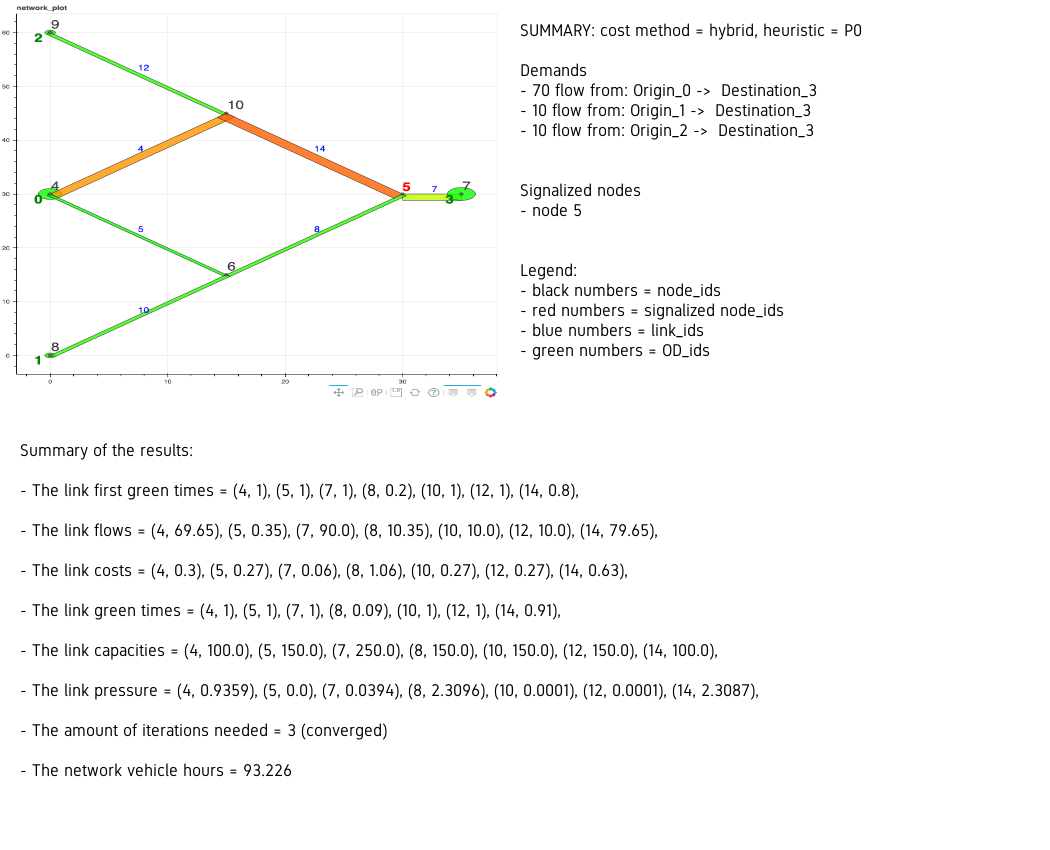 network_plot
60
50
40
30
20
10
0
0
10
20
30
9
2
12
10
4
14
4
0
5
7
7
3
5
8
6
10
8
1
SUMMARY: cost method = hybrid, heuristic = P0
Demands
- 70 flow from: Origin_0 -> Destination_3
- 10 flow from: Origin_1 -> Destination_3
- 10 flow from: Origin_2 -> Destination_3
Signalized nodes
- node 5
Legend:
- black numbers = node_ids
- red numbers = signalized node_ids
- blue numbers = link_ids
- green numbers = OD_ids
Summary of the results:
- The link first green times = (4, 1), (5, 1), (7, 1), (8, 0.2), (10, 1), (12, 1), (14, 0.8),
- The link flows = (4, 69.65), (5, 0.35), (7, 90.0), (8, 10.35), (10, 10.0), (12, 10.0), (14, 79.65),
- The link costs = (4, 0.3), (5, 0.27), (7, 0.06), (8, 1.06), (10, 0.27), (12, 0.27), (14, 0.63),
- The link green times = (4, 1), (5, 1), (7, 1), (8, 0.09), (10, 1), (12, 1), (14, 0.91),
- The link capacities = (4, 100.0), (5, 150.0), (7, 250.0), (8, 150.0), (10, 150.0), (12, 150.0), (14, 100.0),
- The link pressure = (4, 0.9359), (5, 0.0), (7, 0.0394), (8, 2.3096), (10, 0.0001), (12, 0.0001), (14, 2.3087),
- The amount of iterations needed = 3 (converged)
- The network vehicle hours = 93.226